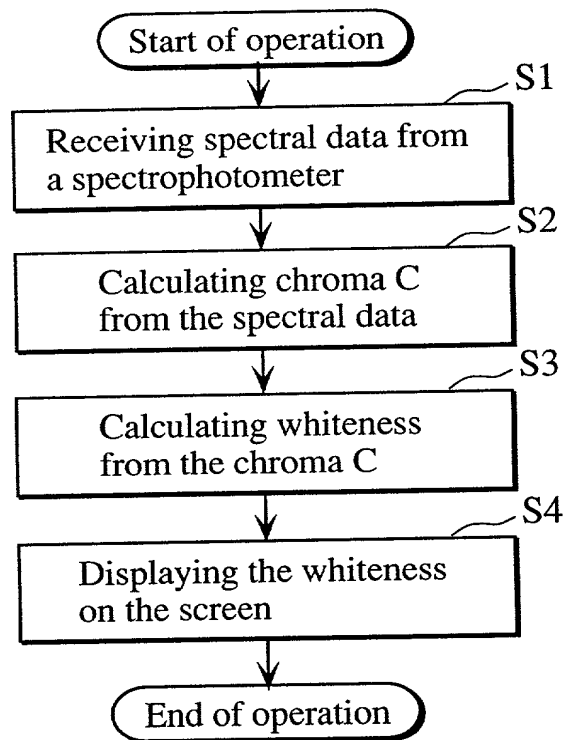 Start of operation
S1
Receiving spectral data from
a spectrophotometer
S2
Calculating chroma C
from the spectral data
S3
Calculating whiteness
from the chroma C
S4
Displaying the whiteness
on the screen
End of operation